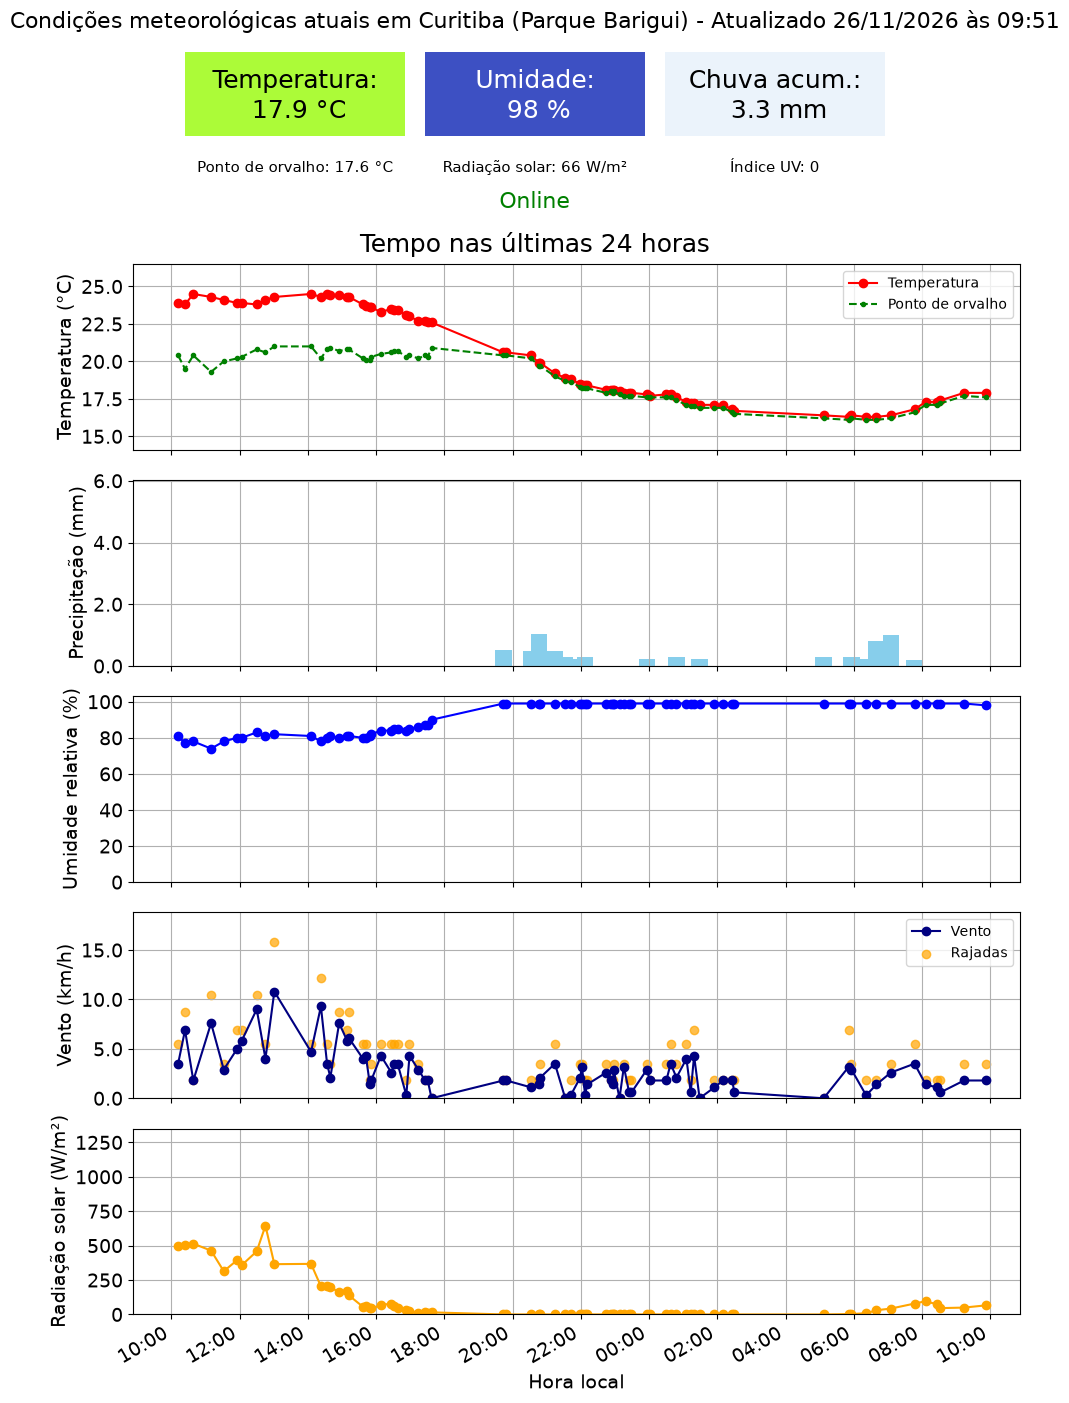 Condições meteorológicas atuais em Curitiba (Parque Barigui) - Atualizado 26/11/2026 às 09:51
Temperatura:
17.9 °C
Umidade:
98 %
Chuva acum.:
3.3 mm
Ponto de orvalho: 17.6 °C
Radiação solar: 66 W/m²
Índice UV: 0
Online
Tempo nas últimas 24 horas
Temperatura (°C)
25.0
22.5
20.0
17.5
15.0
Temperatura
Ponto de orvalho
Precipitação (mm)
6.0
4.0
2.0
0.0
Umidade relativa (%)
100
80
60
40
20
0
Vento (km/h)
15.0
10.0
5.0
0.0
Vento
Rajadas
Radiação solar (W/m²)
1250
1000
750
500
250
0
10:00
12:00
14:00
16:00
18:00
20:00
22:00
00:00
02:00
04:00
06:00
08:00
10:00
Hora local